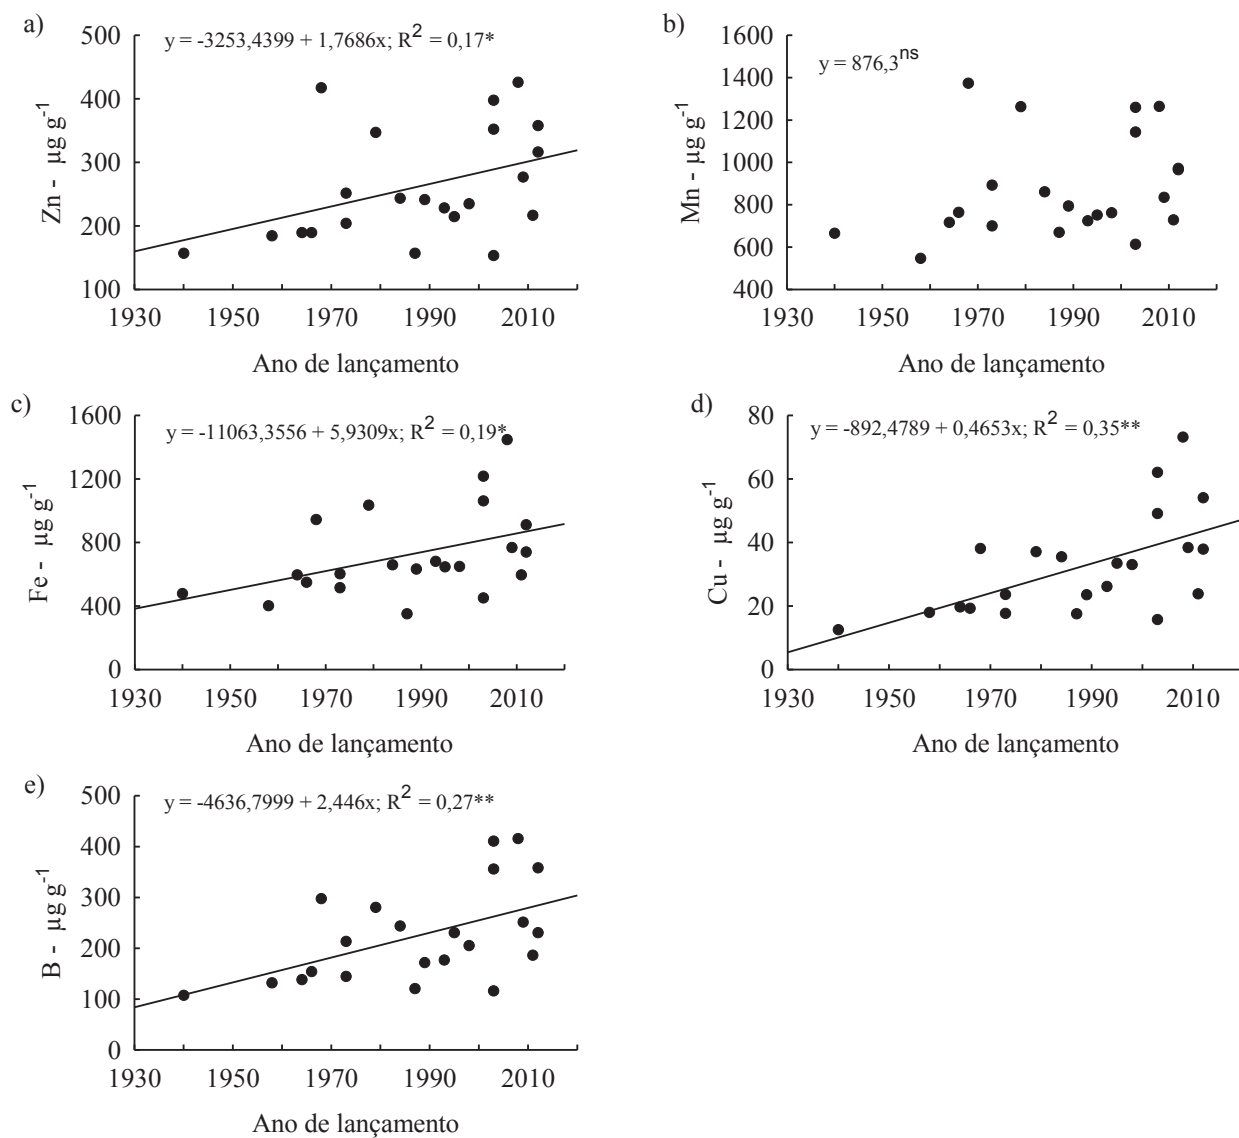 a)
y = -3253,4399 + 1,7686x; R² = 0,17*
Zn - µg g⁻¹
500
400
300
200
100
1930 1950 1970 1990 2010
Ano de lançamento
b)
y = 876,3ⁿˢ
Mn - µg g⁻¹
1600
1400
1200
1000
800
600
400
1930 1950 1970 1990 2010
Ano de lançamento
c)
y = -11063,3556 + 5,9309x; R² = 0,19*
Fe - µg g⁻¹
1600
1200
800
400
0
1930 1950 1970 1990 2010
Ano de lançamento
d)
y = -892,4789 + 0,4653x; R² = 0,35**
Cu - µg g⁻¹
80
60
40
20
0
1930 1950 1970 1990 2010
Ano de lançamento
e)
y = -4636,7999 + 2,446x; R² = 0,27**
B - µg g⁻¹
500
400
300
200
100
0
1930 1950 1970 1990 2010
Ano de lançamento